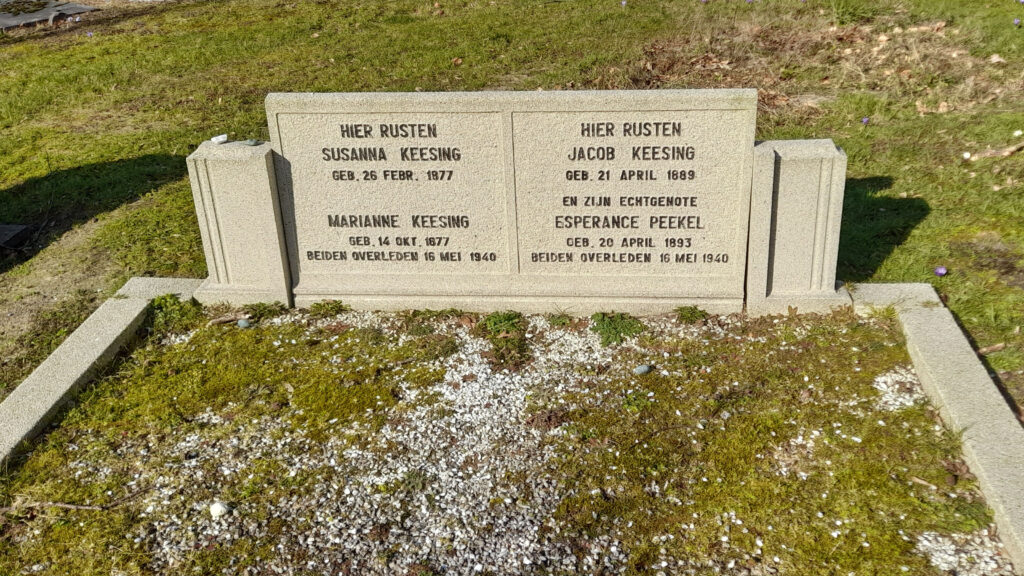 HIER RUSTEN
SUSANNA KEESING
GEB. 26 FEBR. 1877
MARIANNE KEESING
GEB. 14 OKT. 1877
BEIDEN OVERLEDEN 16 MEI 1940
HIER RUSTEN
JACOB KEESING
GEB. 21 APRIL 1889
EN ZIJN ECHTGENOTE
ESPERANCE PEEKEL
GEB. 20 APRIL 1893
BEIDEN OVERLEDEN 16 MEI 1940